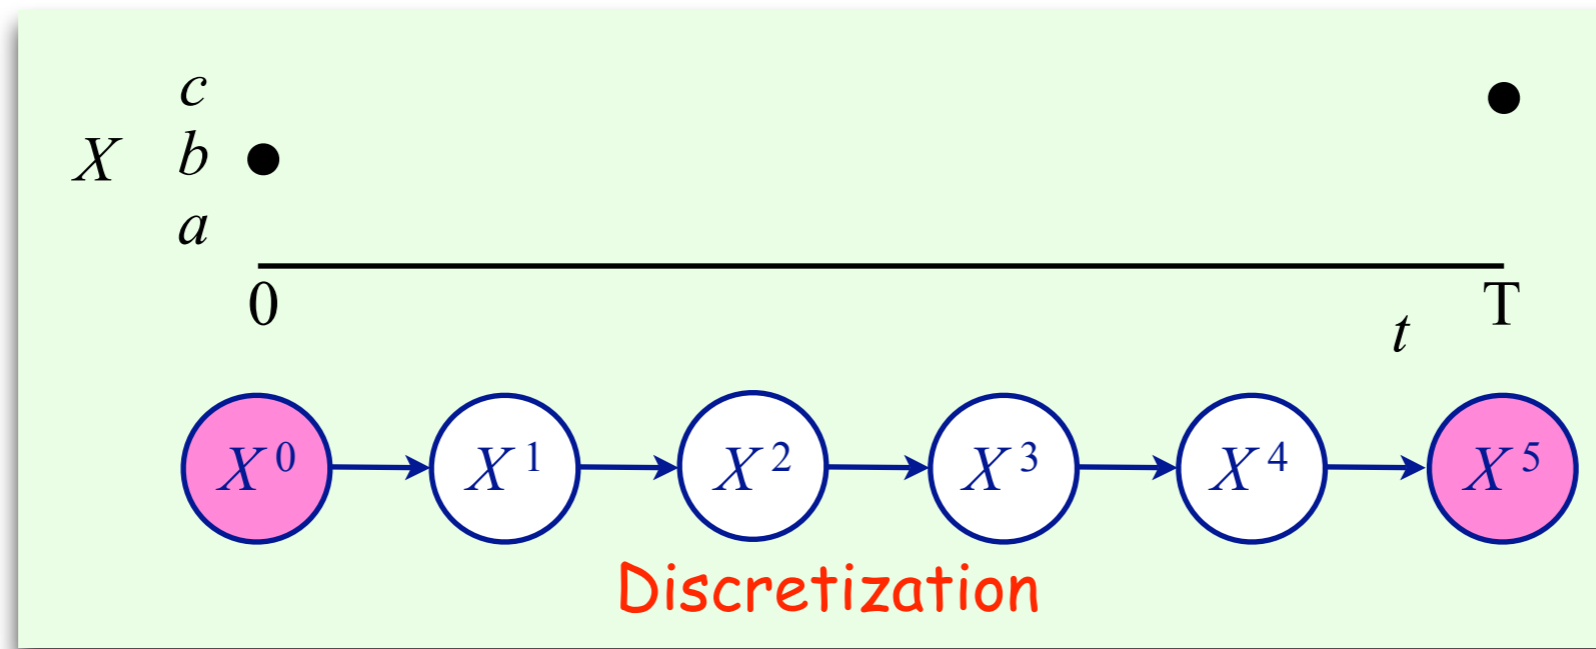 c
X b
a
0 T
t
X⁰ X¹ X² X³ X⁴ X⁵
Discretization